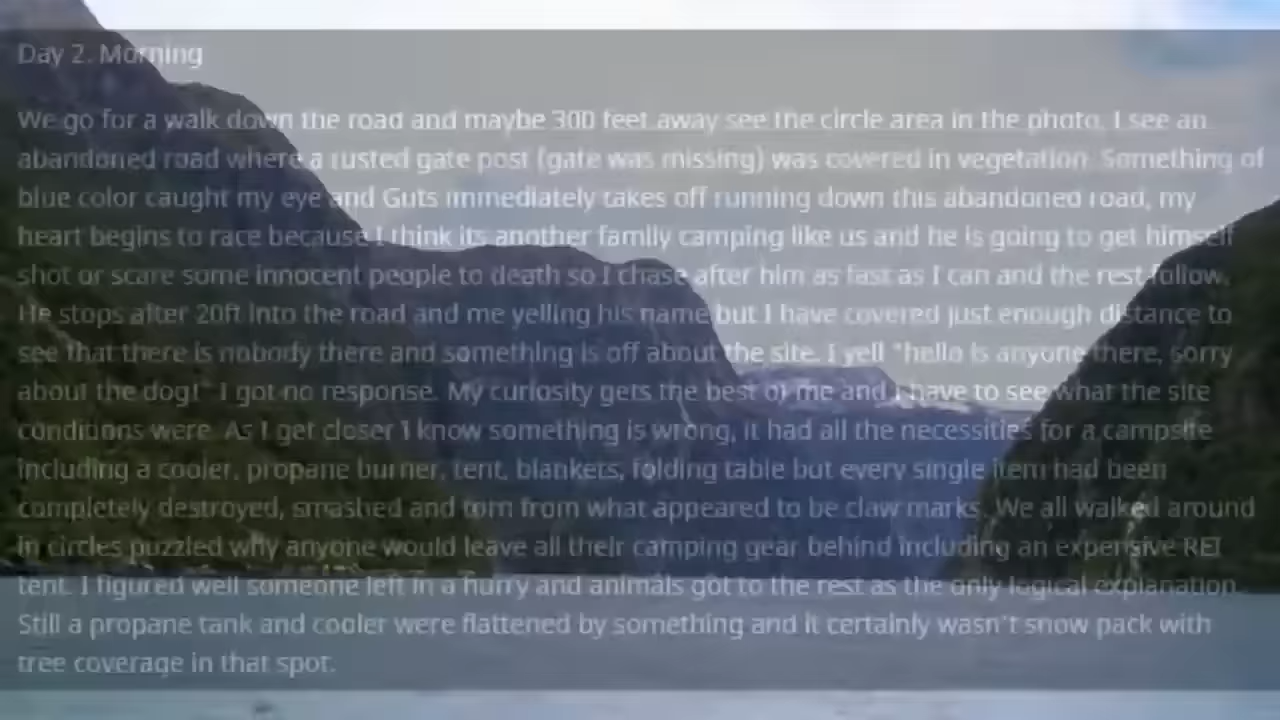 Day 2. Morning
We go for a walk down the road and maybe 300 feet away see the circle area in the photo, I see an
abandoned road where a rusted gate post (gate was missing) was covered in vegetation. Something of
blue color caught my eye and Guts immediately takes off running down this abandoned road, my
heart begins to race because I think its another family camping like us and he is going to get himself
shot or scare some innocent people to death so I chase after him as fast as I can and the rest follow.
He stops after 20ft into the road and me yelling his name but I have covered just enough distance to
see that there is nobody there and something is off about the site. I yell "hello is anyone there, sorry
about the dog!" I got no response. My curiosity gets the best of me and I have to see what the site
conditions were. As I get closer I know something is wrong, it had all the necessities for a campsite
including a cooler, propane burner, tent, blankets, folding table but every single item had been
completely destroyed, smashed and torn from what appeared to be claw marks. We all walked around
in circles puzzled why anyone would leave all their camping gear behind including an expensive REI
tent. I figured well someone left in a hurry and animals got to the rest as the only logical explanation.
Still a propane tank and cooler were flattened by something and it certainly wasn't snow pack with
tree coverage in that spot.